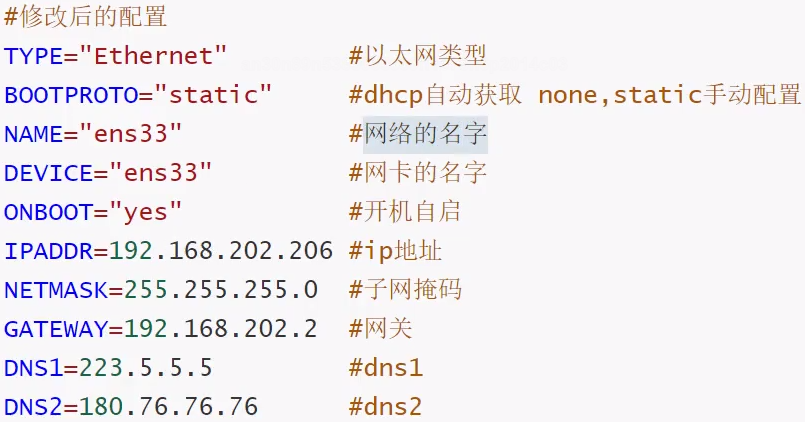 #修改后的配置
TYPE="Ethernet" #以太网类型
BOOTPROTO="static" #dhcp自动获取 none,static手动配置
NAME="ens33" #网络的名字
DEVICE="ens33" #网卡的名字
ONBOOT="yes" #开机自启
IPADDR=192.168.202.206 #ip地址
NETMASK=255.255.255.0 #子网掩码
GATEWAY=192.168.202.2 #网关
DNS1=223.5.5.5 #dns1
DNS2=180.76.76.76 #dns2